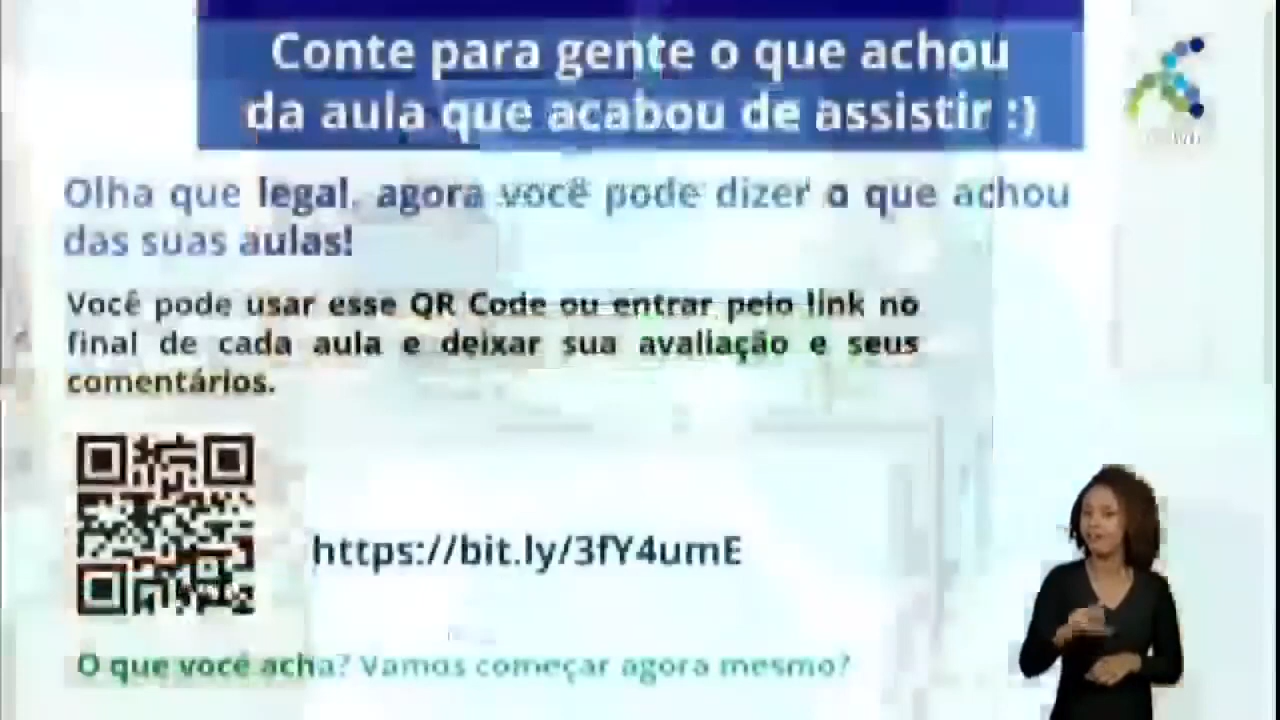 Conte para gente o que achou
da aula que acabou de assistir :)
Olha que legal, agora você pode dizer o que achou
das suas aulas!
Você pode usar esse QR Code ou entrar pelo link no
final de cada aula e deixar sua avaliação e seus
comentários.
https://bit.ly/3fY4umE
O que você acha? Vamos começar agora mesmo?